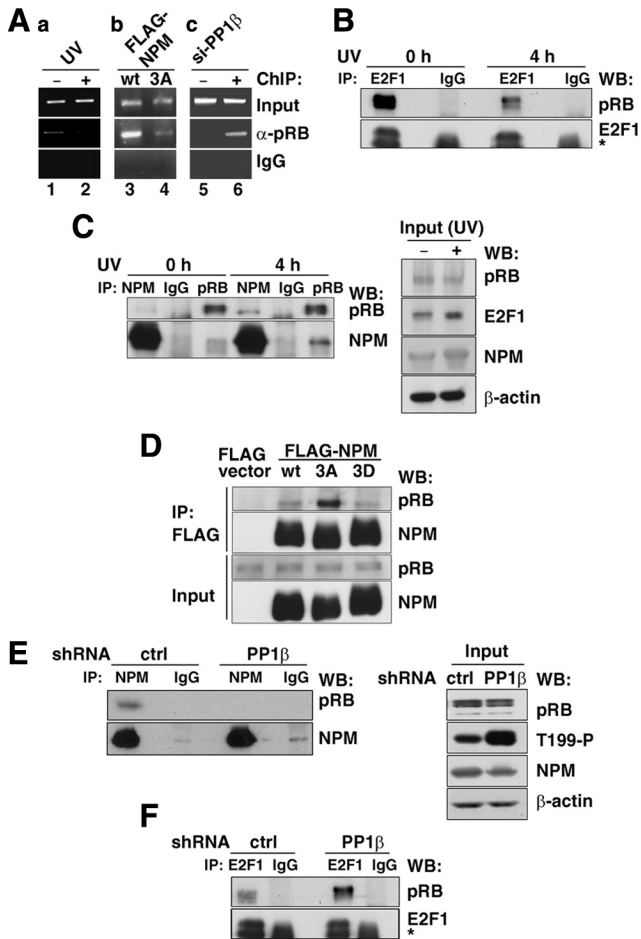 A
a b c
UV FLAG-NPM si-PP1β
− + wt 3A − + ChIP:
Input
α-pRB
IgG
1 2 3 4 5 6
B
UV 0 h 4 h
IP: E2F1 IgG E2F1 IgG WB:
pRB
E2F1
*
C
UV 0 h 4 h
IP: NPM IgG pRB NPM IgG pRB WB:
pRB
NPM
Input (UV)
− + WB:
pRB
E2F1
NPM
β-actin
D
FLAG vector FLAG-NPM
wt 3A 3D WB:
IP: FLAG
pRB
NPM
Input
pRB
NPM
E
shRNA ctrl PP1β
IP: NPM IgG NPM IgG WB:
pRB
NPM
Input
shRNA ctrl PP1β WB:
pRB
T199-P
NPM
β-actin
F
shRNA ctrl PP1β
IP: E2F1 IgG E2F1 IgG WB:
pRB
E2F1
*